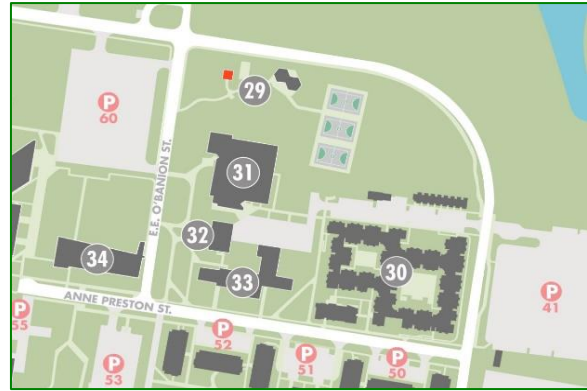 29
P
60
31
E.E. O'BANION ST.
32
34
33
30
ANNE PRESTON ST.
P
41
P
55
P
52
P
53
P
51
P
50